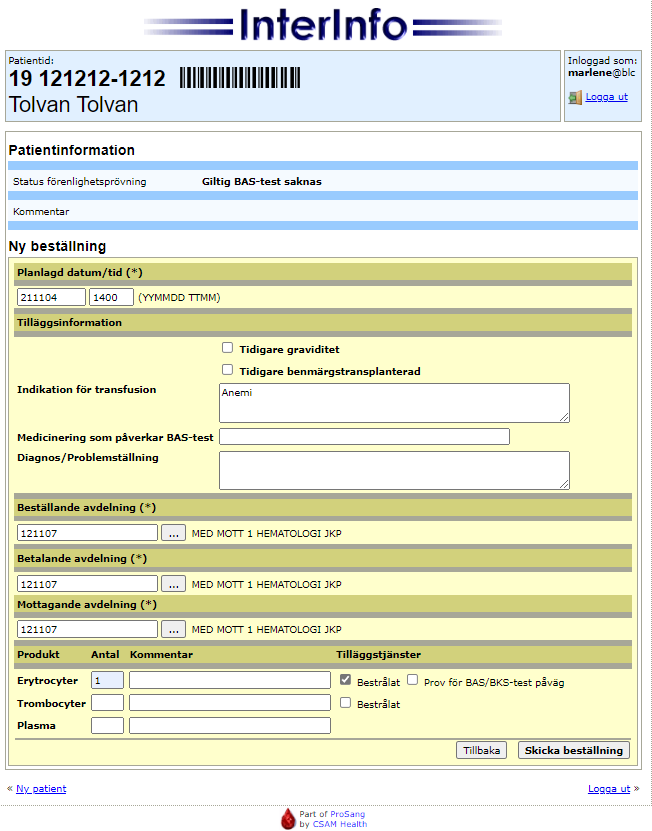 InterInfo
Patientid:
19 121212-1212
Tolvan Tolvan
Inloggad som:
marlene@blc
Logga ut
Patientinformation
Status förenlighetsprövning Giltig BAS-test saknas
Kommentar
Ny beställning
Planlagd datum/tid (*)
211104 1400 (YYMMDD TTMM)
Tilläggsinformation
Tidigare graviditet
Tidigare benmärgstransplanterad
Indikation för transfusion Anemi
Medicinering som påverkar BAS-test
Diagnos/Problemställning
Beställande avdelning (*)
121107 ... MED MOTT 1 HEMATOLOGI JKP
Betalande avdelning (*)
121107 ... MED MOTT 1 HEMATOLOGI JKP
Mottagande avdelning (*)
121107 ... MED MOTT 1 HEMATOLOGI JKP
Produkt Antal Kommentar Tilläggstjänster
Erytrocyter 1 Bestrålat Prov för BAS/BKS-test påväg
Trombocyter Bestrålat
Plasma
Tillbaka Skicka beställning
« Ny patient Logga ut »
Part of ProSang
by CSAM Health